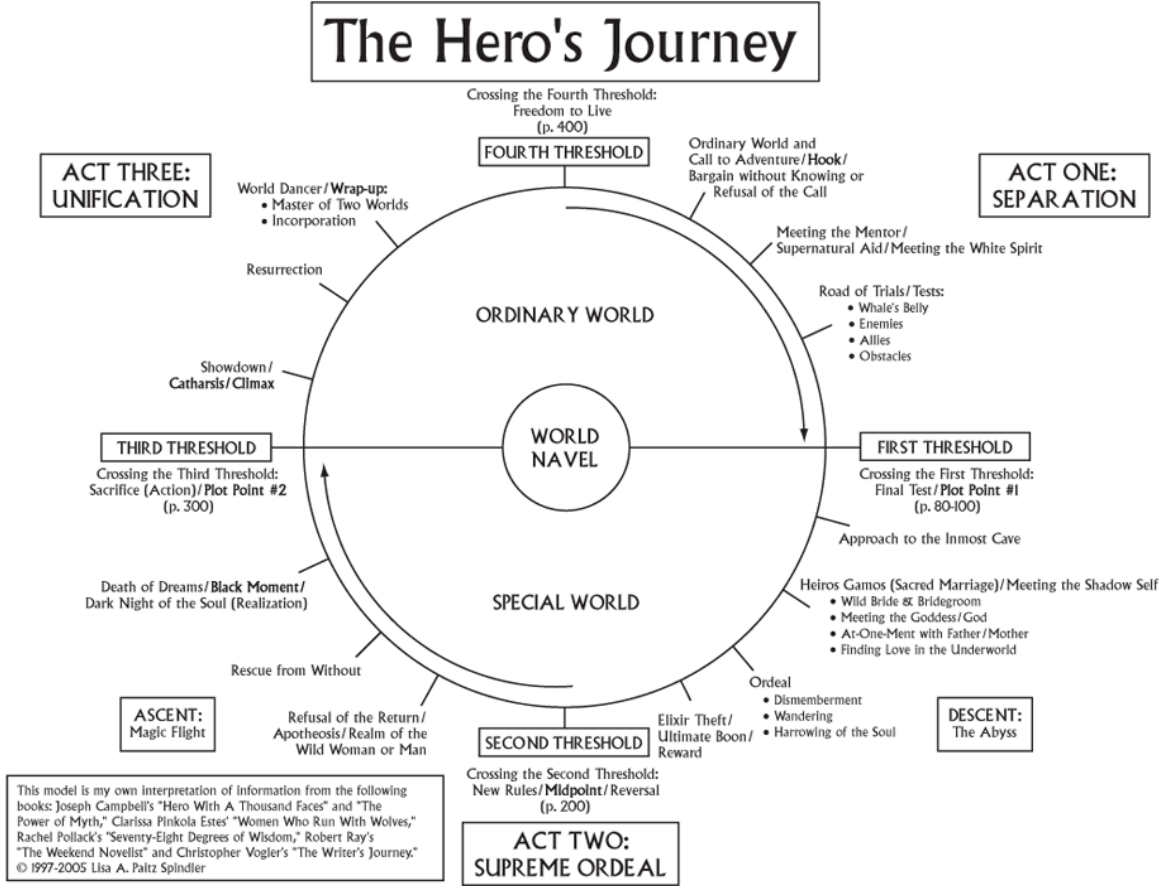 The Hero's Journey
Crossing the Fourth Threshold:
Freedom to Live
(p. 400)
FOURTH THRESHOLD
ACT ONE:
SEPARATION
Ordinary World and
Call to Adventure/Hook/
Bargain without Knowing or
Refusal of the Call
Meeting the Mentor/
Supernatural Aid/Meeting the White Spirit
Road of Trials/Tests:
• Whale's Belly
• Enemies
• Allies
• Obstacles
FIRST THRESHOLD
Crossing the First Threshold:
Final Test/Plot Point #1
(p. 80-100)
Approach to the Inmost Cave
Heiros Gamos (Sacred Marriage)/Meeting the Shadow Self
• Wild Bride & Bridegroom
• Meeting the Goddess/God
• At-One-Ment with Father/Mother
• Finding Love in the Underworld
Ordeal
• Dismemberment
• Wandering
• Harrowing of the Soul
DESCENT:
The Abyss
Elixir Theft/
Ultimate Boon/
Reward
SECOND THRESHOLD
Crossing the Second Threshold:
New Rules/Midpoint/Reversal
(p. 200)
ACT TWO:
SUPREME ORDEAL
Refusal of the Return/
Apotheosis/Realm of the
Wild Woman or Man
ASCENT:
Magic Flight
Rescue from Without
Death of Dreams/Black Moment/
Dark Night of the Soul (Realization)
THIRD THRESHOLD
Crossing the Third Threshold:
Sacrifice (Action)/Plot Point #2
(p. 300)
Showdown/
Catharsis/Climax
Resurrection
World Dancer/Wrap-up:
• Master of Two Worlds
• Incorporation
ACT THREE:
UNIFICATION
ORDINARY WORLD
WORLD
NAVEL
SPECIAL WORLD
This model is my own interpretation of information from the following
books: Joseph Campbell's "Hero With A Thousand Faces" and "The
Power of Myth," Clarissa Pinkola Estes' "Women Who Run With Wolves,"
Rachel Pollack's "Seventy-Eight Degrees of Wisdom," Robert Ray's
"The Weekend Novelist" and Christopher Vogler's "The Writer's Journey."
© 1997-2005 Lisa A. Paitz Spindler